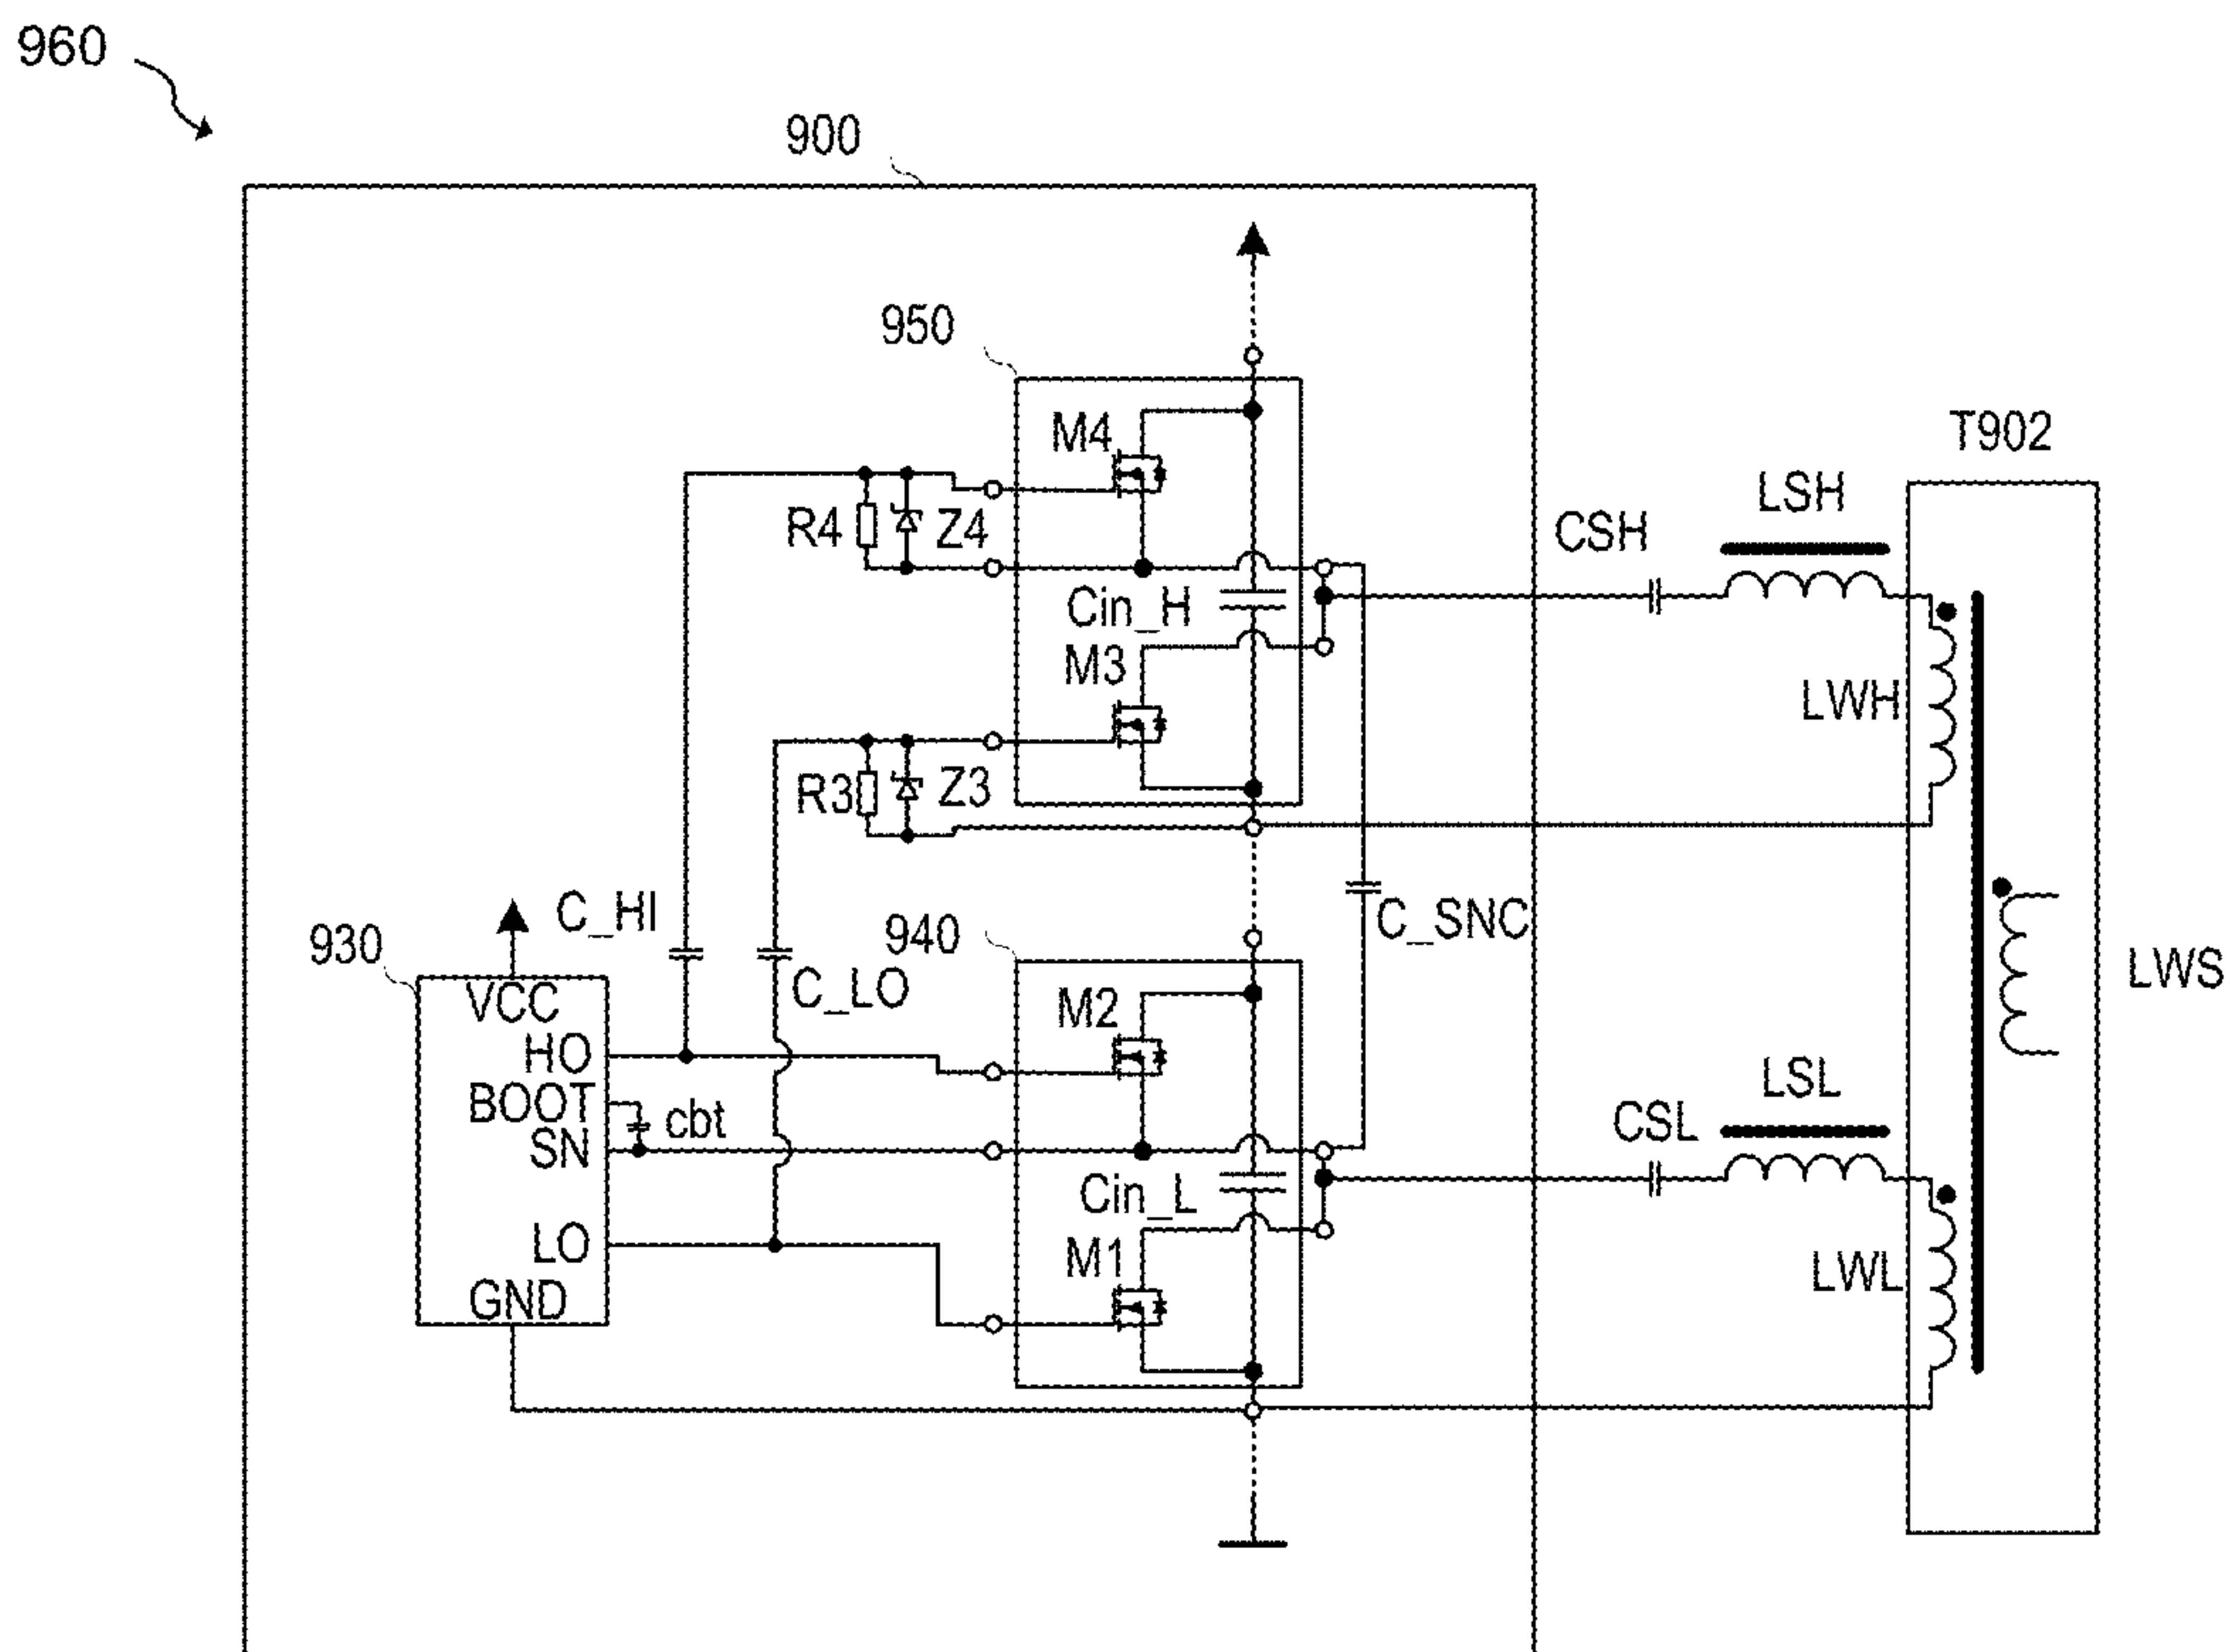 960
900
950
M4
T902
LSH
CSH
R4
Z4
Cin_H
M3
LWH
R3
Z3
C_HI
940
C_SNC
930
VCC
C_LO
M2
LWS
HO
BOOT
cbt
SN
LSL
CSL
Cin_L
LO
M1
LWL
GND